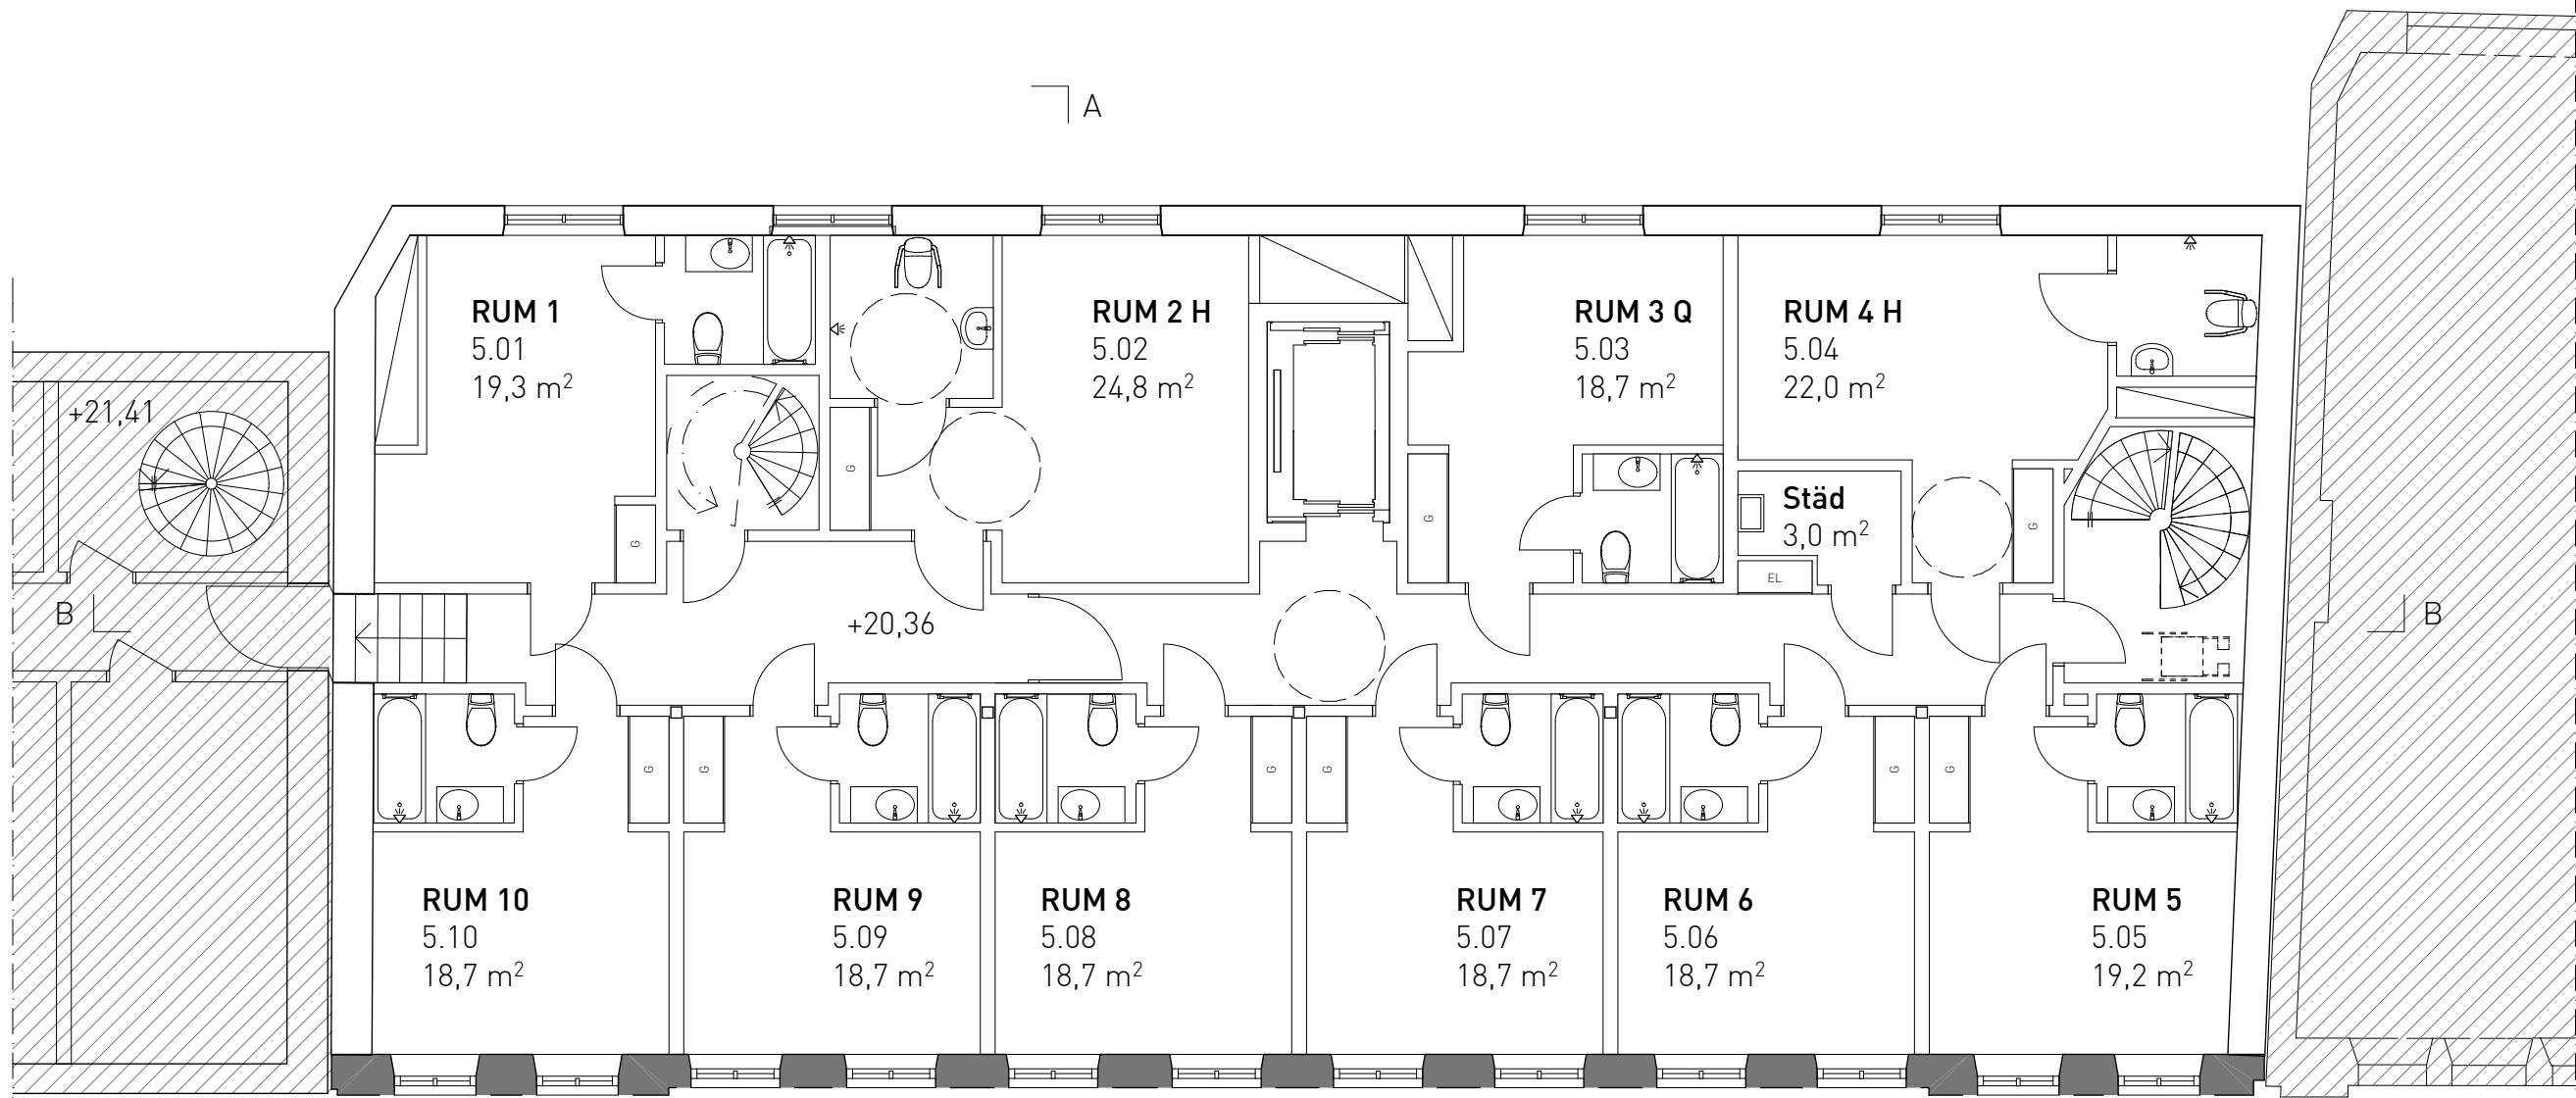 A
RUM 1
5.01
19,3 m²
RUM 2 H
5.02
24,8 m²
RUM 3 Q
5.03
18,7 m²
RUM 4 H
5.04
22,0 m²
+21,41
G
G
G
Städ
3,0 m²
G
EL
B
+20,36
B
G
G
G
G
G
G
RUM 10
5.10
18,7 m²
RUM 9
5.09
18,7 m²
RUM 8
5.08
18,7 m²
RUM 7
5.07
18,7 m²
RUM 6
5.06
18,7 m²
RUM 5
5.05
19,2 m²